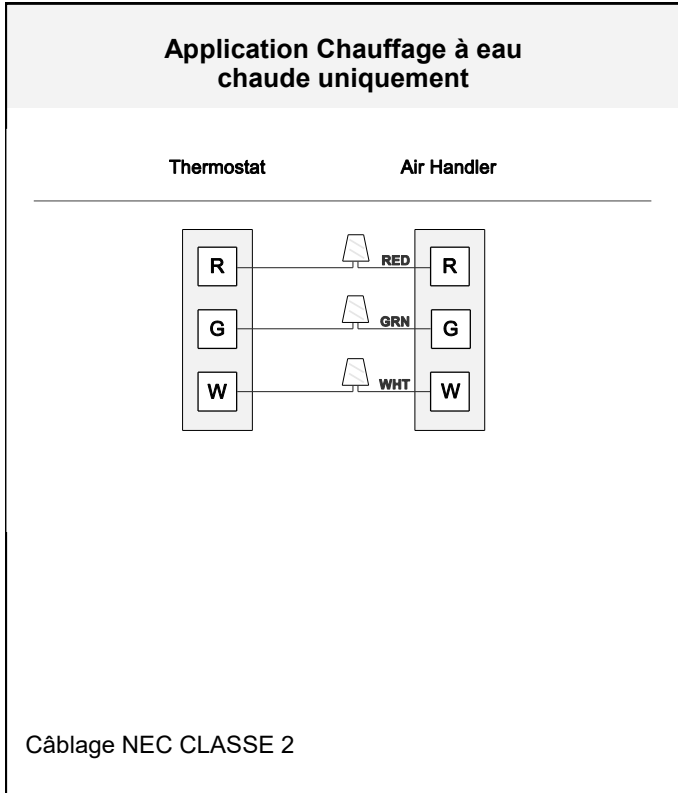 Application Chauffage à eau
chaude uniquement
Thermostat Air Handler
R RED R
G GRN G
W WHT W
Câblage NEC CLASSE 2